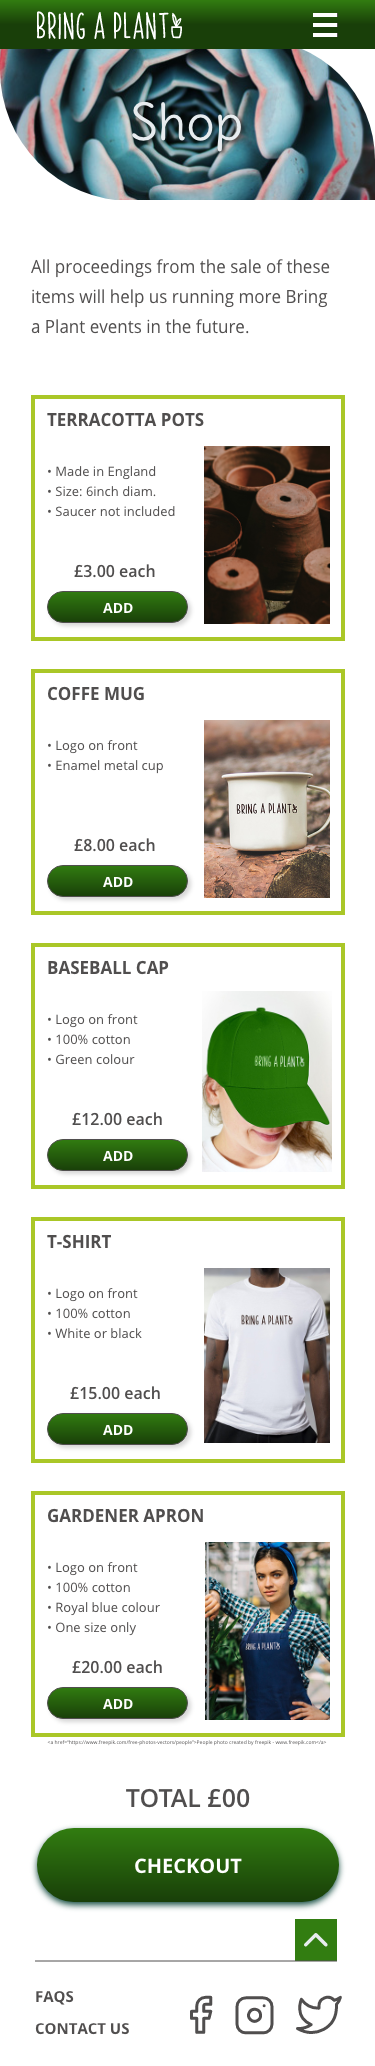 BRING A PLANT
Shop
All proceedings from the sale of these
items will help us running more Bring
a Plant events in the future.
TERRACOTTA POTS
• Made in England
• Size: 6inch diam.
• Saucer not included
£3.00 each
ADD
COFFE MUG
• Logo on front
• Enamel metal cup
BRING A PLANT
£8.00 each
ADD
BASEBALL CAP
• Logo on front
• 100% cotton
• Green colour
BRING A PLANT
£12.00 each
ADD
T-SHIRT
• Logo on front
• 100% cotton
• White or black
BRING A PLANT
£15.00 each
ADD
GARDENER APRON
• Logo on front
• 100% cotton
• Royal blue colour
• One size only
BRING A PLANT
£20.00 each
ADD
<a href="https://www.freepik.com/free-photos-vectors/people">People photo created by freepik - www.freepik.com</a>
TOTAL £00
CHECKOUT
FAQS
CONTACT US